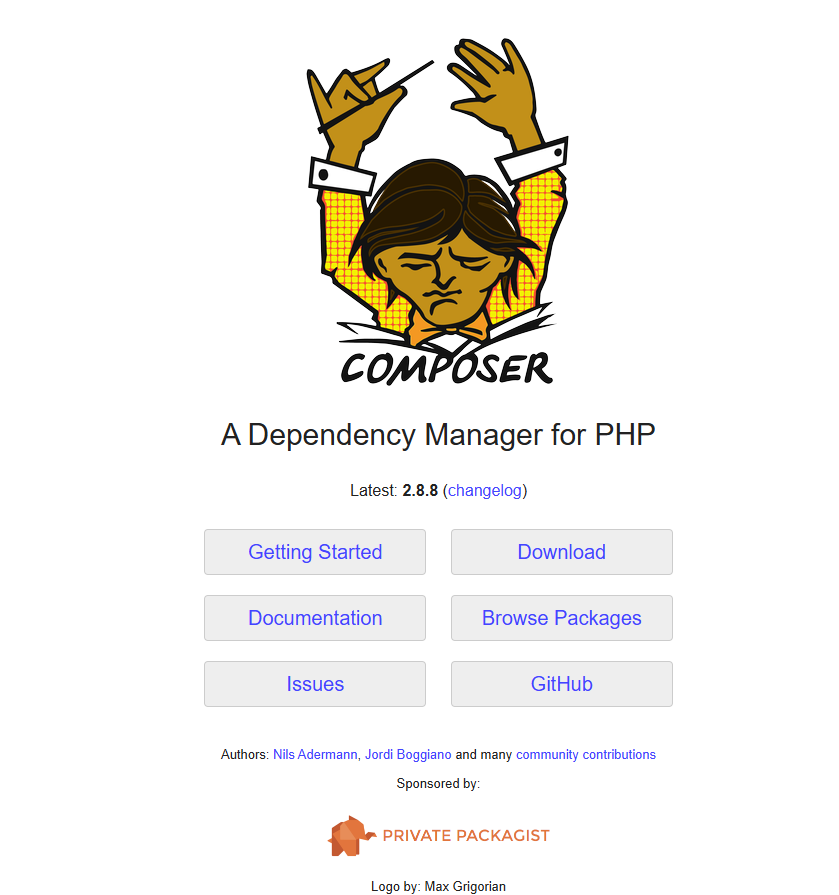 COMPOSER
A Dependency Manager for PHP
Latest: 2.8.8 (changelog)
Getting Started
Download
Documentation
Browse Packages
Issues
GitHub
Authors: Nils Adermann, Jordi Boggiano and many community contributions
Sponsored by:
PRIVATE PACKAGIST
Logo by: Max Grigorian